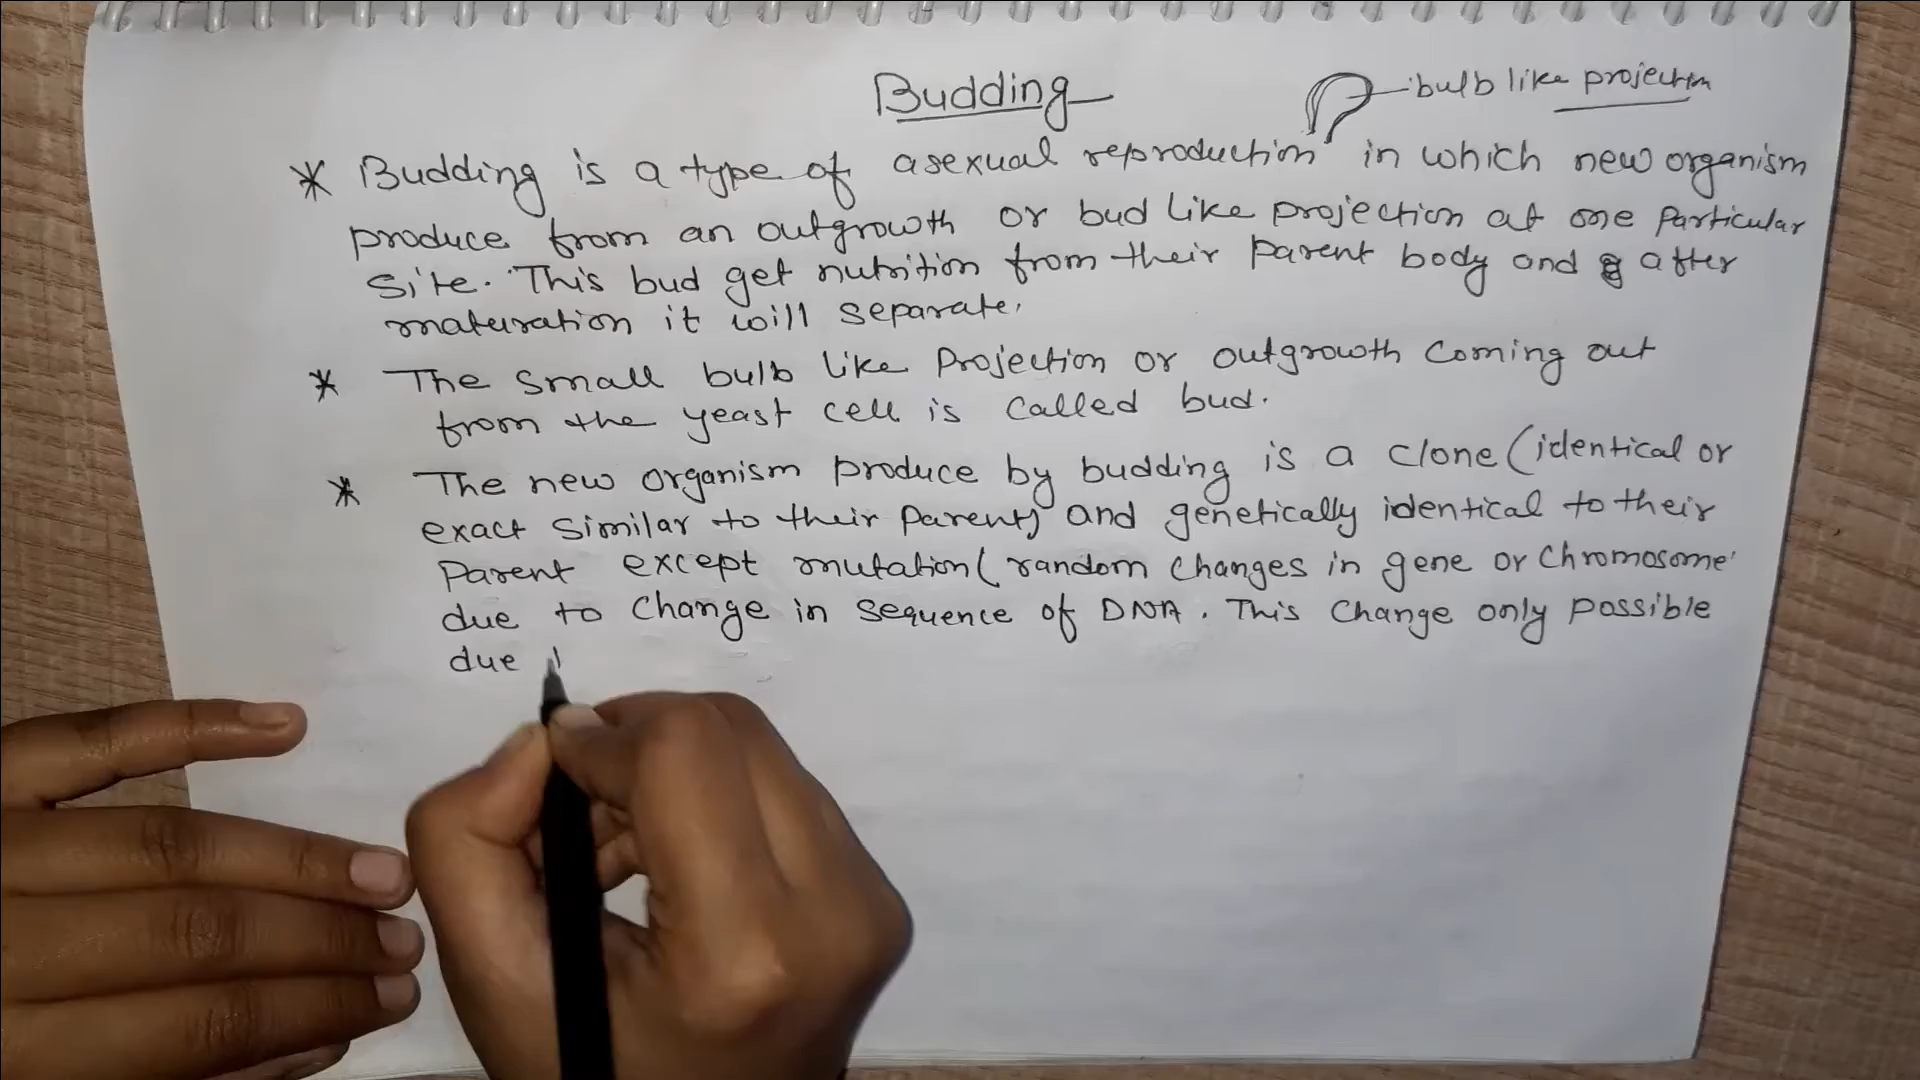 Budding
bulb like projection
* Budding is a type of asexual reproduction in which new organism
produce from an outgrowth or bud like projection at one particular
site. This bud get nutrition from their parent body and after
maturation it will separate.
* The small bulb like Projection or outgrowth coming out
from the yeast cell is called bud.
* The new organism produce by budding is a clone (identical or
exact similar to their parent) and genetically identical to their
parent except mutation (random changes in gene or chromosome
due to change in sequence of DNA. This change only possible
due